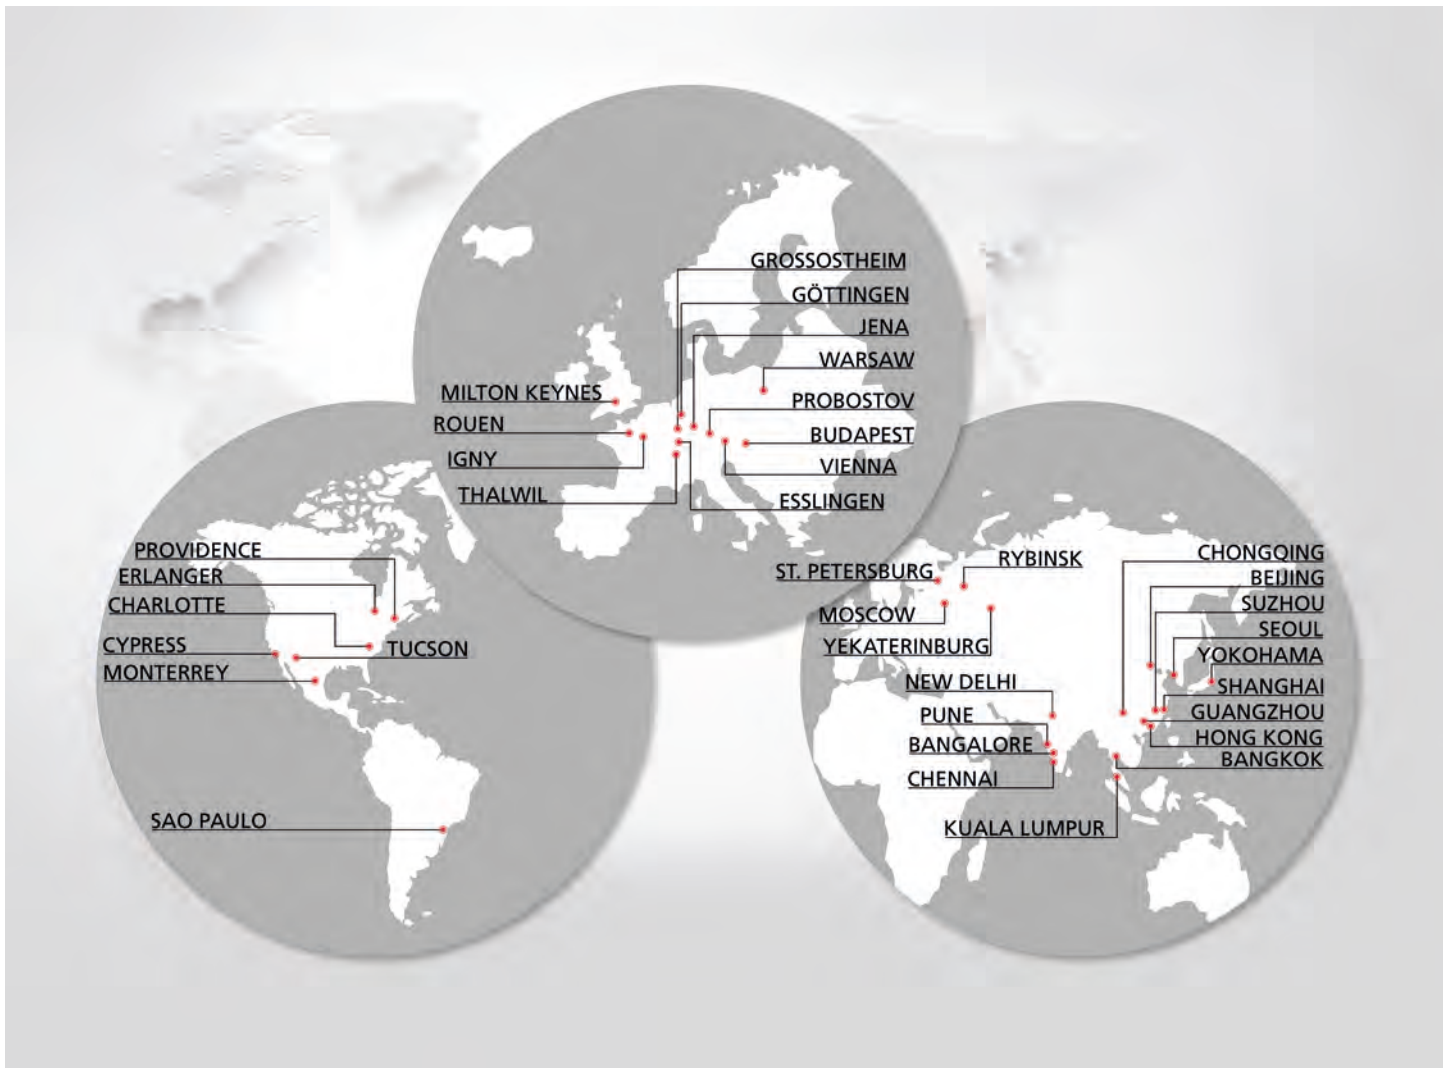 GROSSOSTHEIM
GÖTTINGEN
JENA
WARSAW
MILTON KEYNES
PROBOSTOV
ROUEN
BUDAPEST
IGNY
VIENNA
THALWIL
ESSLINGEN
PROVIDENCE
ERLANGER
CHARLOTTE
CYPRESS
TUCSON
MONTERREY
SAO PAULO
ST. PETERSBURG
RYBINSK
MOSCOW
YEKATERINBURG
NEW DELHI
PUNE
BANGALORE
CHENNAI
KUALA LUMPUR
CHONGQING
BEIJING
SUZHOU
SEOUL
YOKOHAMA
SHANGHAI
GUANGZHOU
HONG KONG
BANGKOK